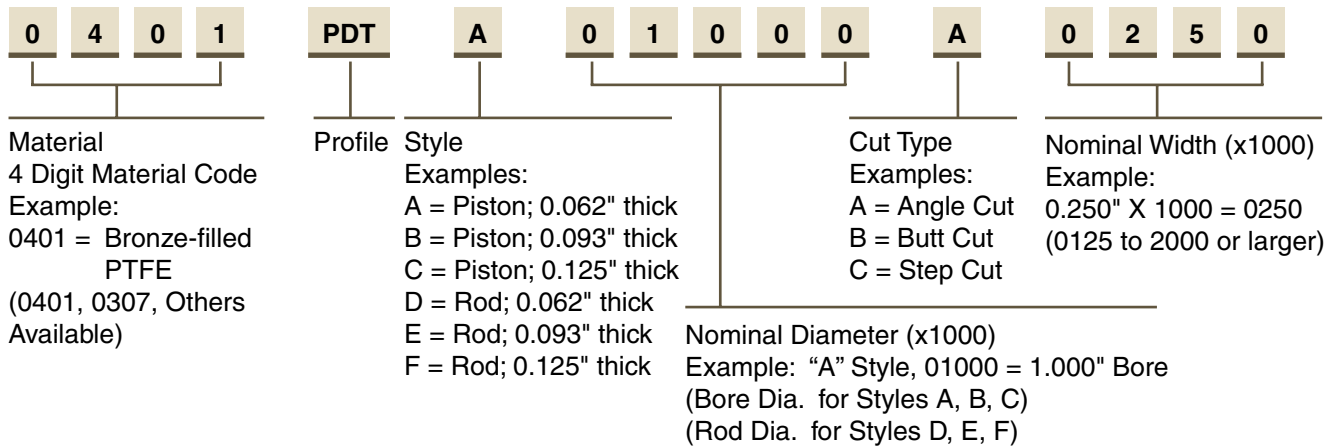 0 4 0 1 PDT A 0 1 0 0 0 A 0 2 5 0
Material
4 Digit Material Code
Example:
0401 = Bronze-filled
PTFE
(0401, 0307, Others
Available)
Profile
Style
Examples:
A = Piston; 0.062" thick
B = Piston; 0.093" thick
C = Piston; 0.125" thick
D = Rod; 0.062" thick
E = Rod; 0.093" thick
F = Rod; 0.125" thick
Nominal Diameter (x1000)
Example: “A” Style, 01000 = 1.000" Bore
(Bore Dia. for Styles A, B, C)
(Rod Dia. for Styles D, E, F)
Cut Type
Examples:
A = Angle Cut
B = Butt Cut
C = Step Cut
Nominal Width (x1000)
Example:
0.250" X 1000 = 0250
(0125 to 2000 or larger)